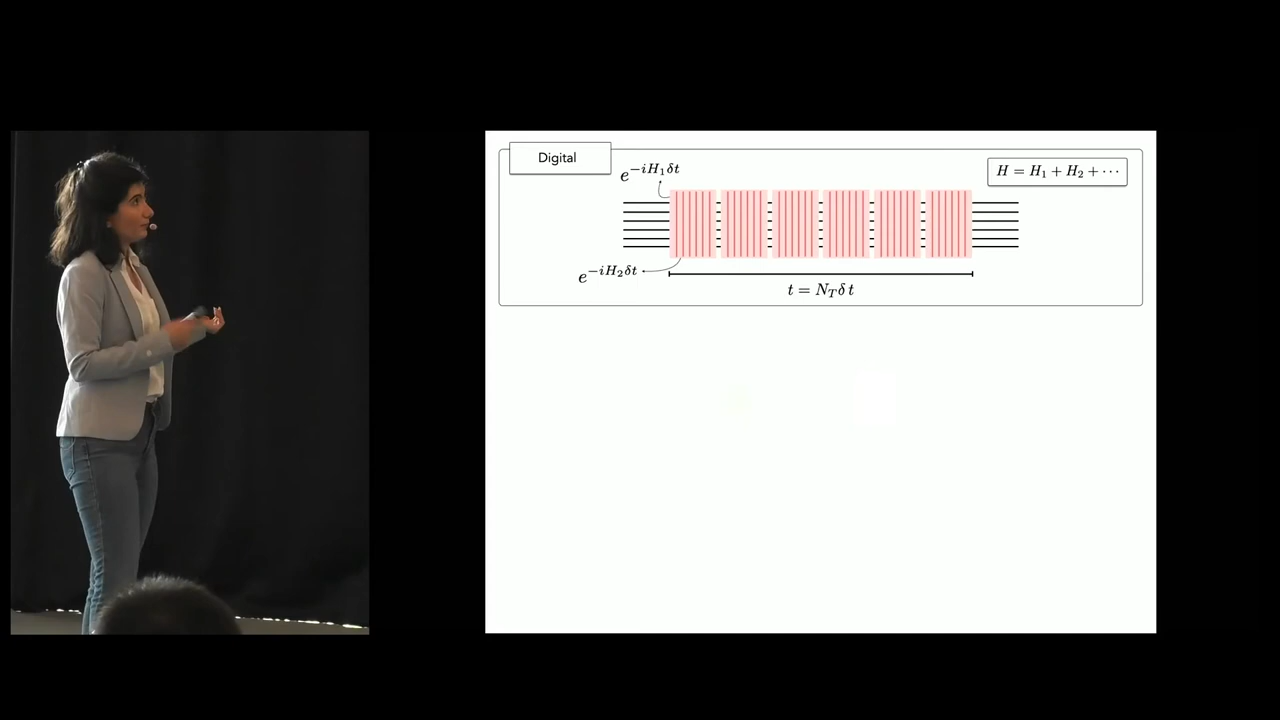 Digital
$e^{-iH_1\delta t}$
$H = H_1 + H_2 + \cdots$
$e^{-iH_2\delta t}$
$t = N_T\delta t$